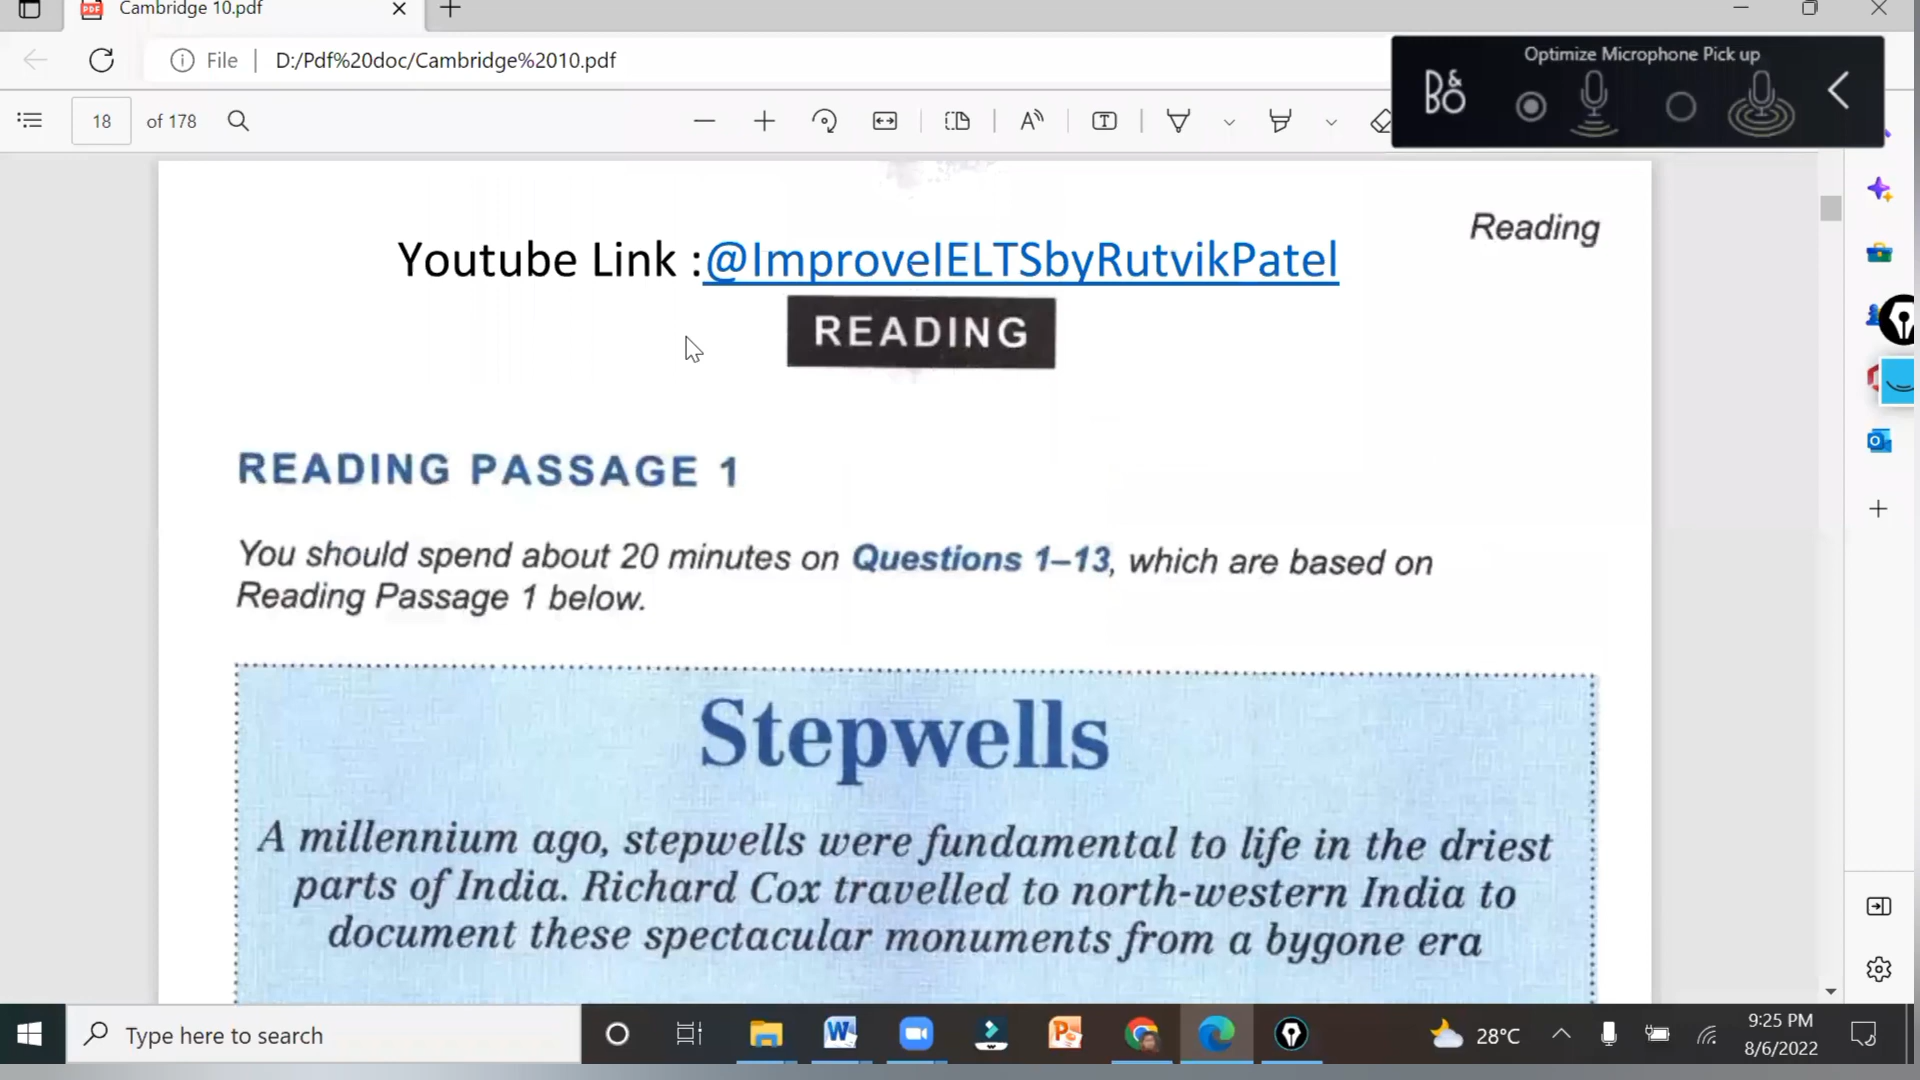 Cambridge 10.pdf
File D:/Pdf%20doc/Cambridge%2010.pdf
Optimize Microphone Pick up
B&O
18 of 178
Reading
Youtube Link :@ImproveIELTSbyRutvikPatel
READING
READING PASSAGE 1
You should spend about 20 minutes on Questions 1–13, which are based on
Reading Passage 1 below.
Stepwells
A millennium ago, stepwells were fundamental to life in the driest
parts of India. Richard Cox travelled to north-western India to
document these spectacular monuments from a bygone era
Type here to search
28°C
9:25 PM
8/6/2022